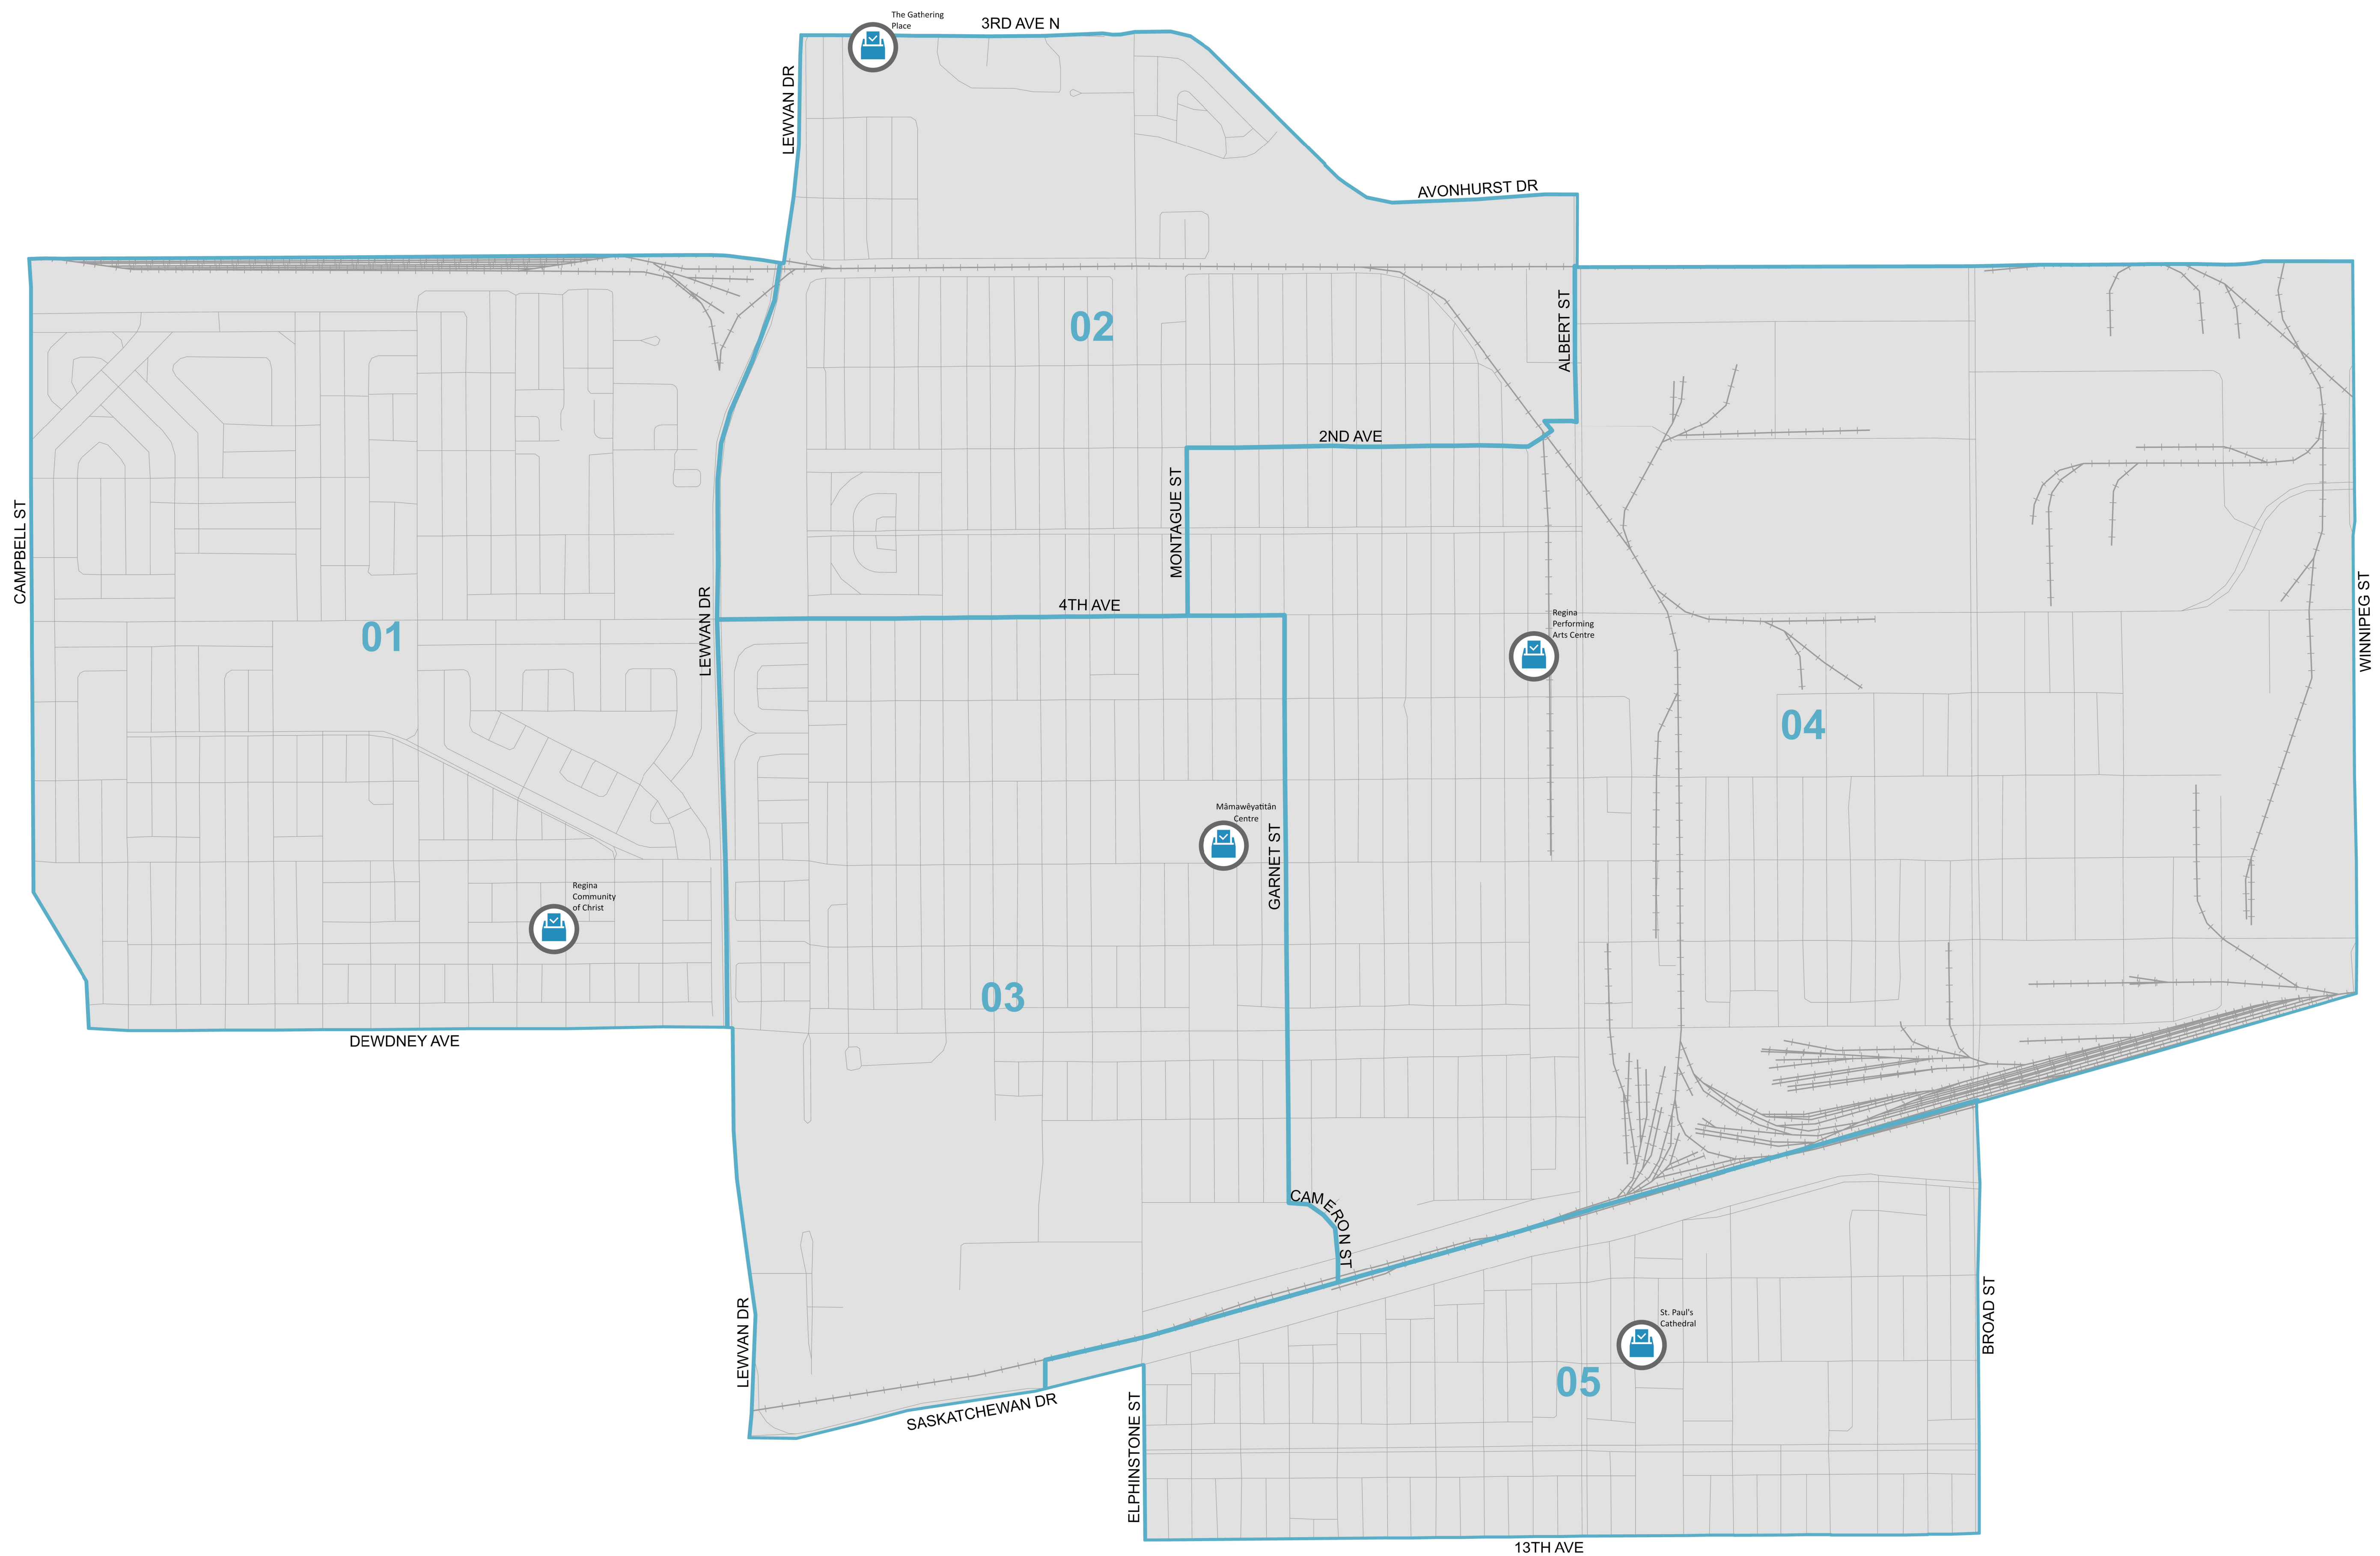 The Gathering
Place
3RD AVE N
LEWVAN DR
AVONHURST DR
ALBERT ST
02
2ND AVE
MONTAGUE ST
CAMPBELL ST
4TH AVE
LEWVAN DR
01
Regina
Performing
Arts Centre
WINNIPEG ST
04
Mâmawêyatitân
Centre
GARNET ST
Regina
Community
of Christ
03
DEWDNEY AVE
CAMERON ST
LEWVAN DR
BROAD ST
St. Paul's
Cathedral
05
SASKATCHEWAN DR
ELPHINSTONE ST
13TH AVE